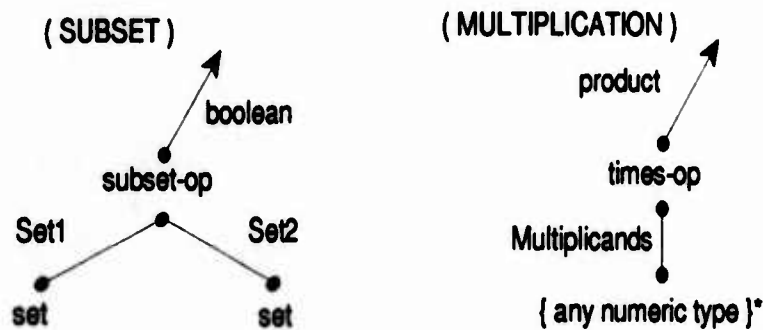 ( SUBSET )
boolean
subset-op
Set1
Set2
set
set
( MULTIPLICATION )
product
times-op
Multiplicands
{ any numeric type }*